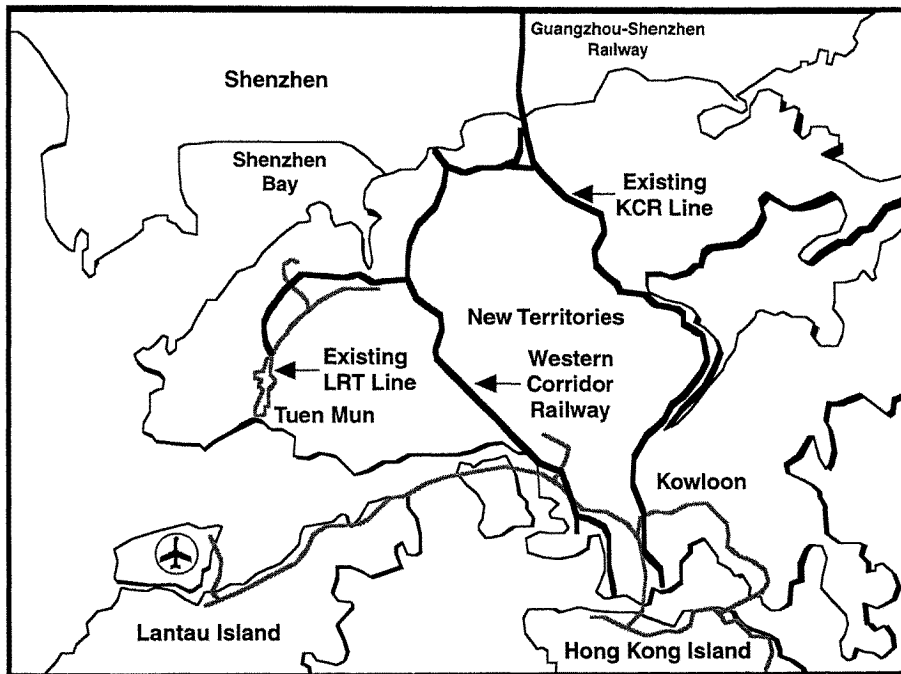 Guangzhou-Shenzhen
Railway
Shenzhen
Shenzhen
Bay
Existing
KCR Line
New Territories
Existing
LRT Line
Western
Corridor
Railway
Tuen Mun
Kowloon
Lantau Island
Hong Kong Island